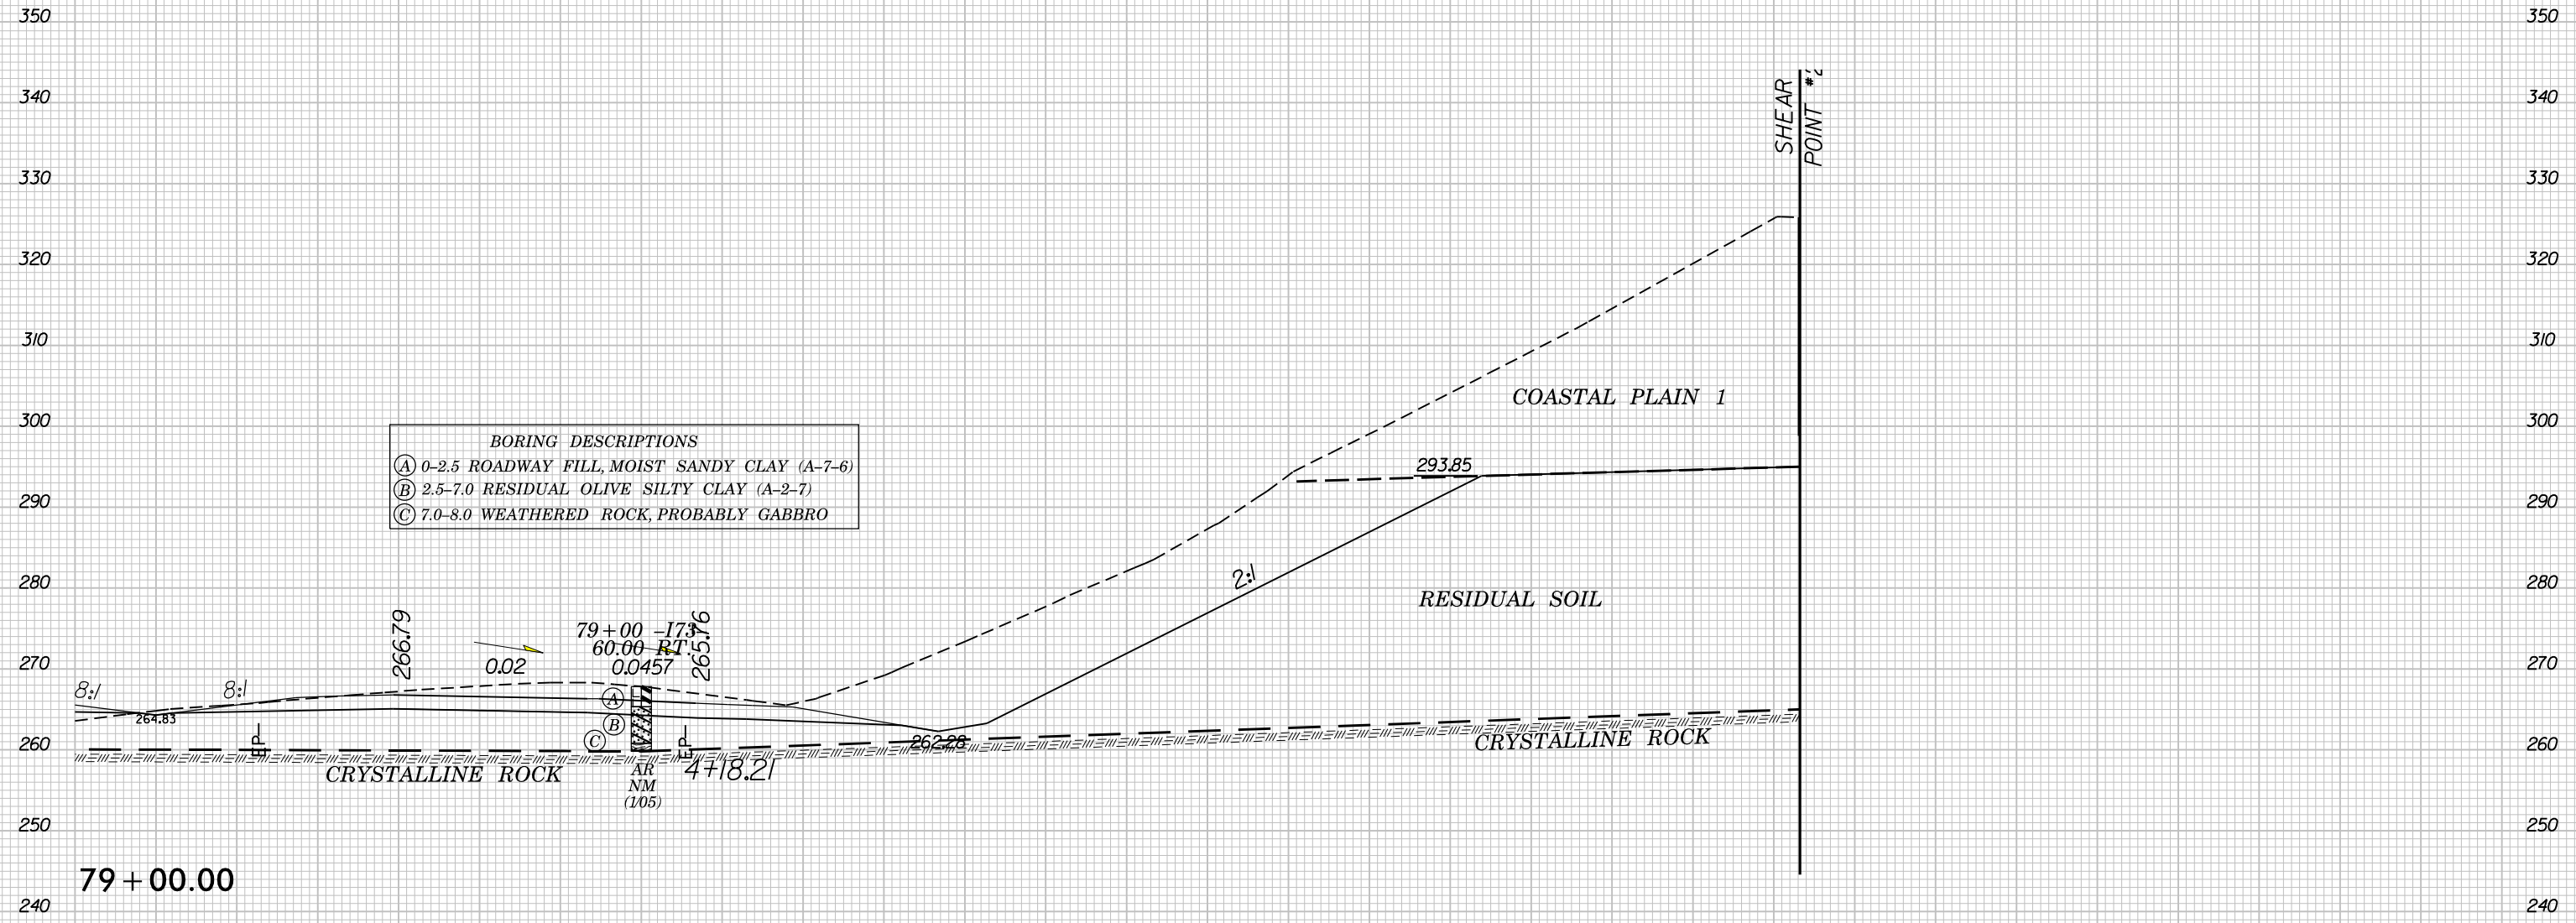 350 350
340 340
330 330
320 320
310 310
300 300
290 290
280 280
270 270
260 260
250 250
240 240
SHEAR
POINT #2
COASTAL PLAIN 1
293.85
BORING DESCRIPTIONS
A 0-2.5 ROADWAY FILL, MOIST SANDY CLAY (A-7-6)
B 2.5-7.0 RESIDUAL OLIVE SILTY CLAY (A-2-7)
C 7.0-8.0 WEATHERED ROCK, PROBABLY GABBRO
2:1
RESIDUAL SOIL
266.79
79+00 -I73-
60.00 RT.
265.76
0.02
0.0457
8:1
8:1
264.83
A
B
C
EP
EP
262.28
CRYSTALLINE ROCK
CRYSTALLINE ROCK
4+18.21
AR
NM
(1/05)
79+00.00